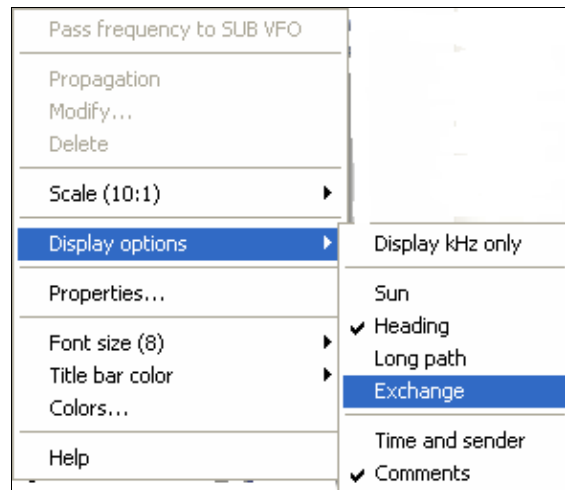 Pass frequency to SUB VFO
Propagation
Modify...
Delete
Scale (10:1)
Display options
Properties...
Font size (8)
Title bar color
Colors...
Help
Display kHz only
Sun
Heading
Long path
Exchange
Time and sender
Comments